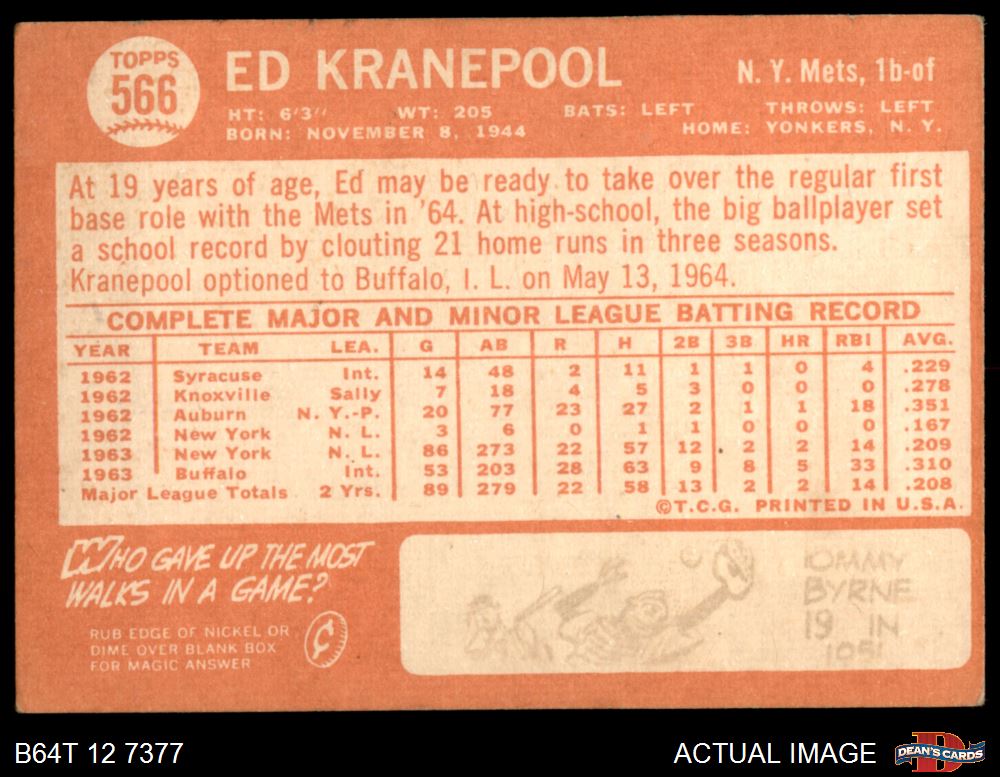 TOPPS
566
ED KRANEPOOL
N. Y. Mets, 1b-of
HT: 6'3" WT: 205 BATS: LEFT THROWS: LEFT
BORN: NOVEMBER 8, 1944 HOME: YONKERS, N. Y.
At 19 years of age, Ed may be ready to take over the regular first
base role with the Mets in '64. At high-school, the big ballplayer set
a school record by clouting 21 home runs in three seasons.
Kranepool optioned to Buffalo, I. L. on May 13, 1964.
COMPLETE MAJOR AND MINOR LEAGUE BATTING RECORD
YEAR TEAM LEA. G AB R H 2B 3B HR RBI AVG.
1962 Syracuse Int. 14 48 2 11 1 1 0 4 .229
1962 Knoxville Sally 7 18 4 5 3 0 0 0 .278
1962 Auburn N. Y.-P. 20 77 23 27 2 1 1 18 .351
1962 New York N. L. 3 6 0 1 1 0 0 0 .167
1963 New York N. L. 86 273 22 57 12 2 2 14 .209
1963 Buffalo Int. 53 203 28 63 9 8 5 33 .310
Major League Totals 2 Yrs. 89 279 22 58 13 2 2 14 .208
©T.C.G. PRINTED IN U.S.A.
WHO GAVE UP THE MOST
WALKS IN A GAME?
RUB EDGE OF NICKEL OR
DIME OVER BLANK BOX
FOR MAGIC ANSWER
¢
TOMMY
BYRNE
19 IN
1951
B64T 12 7377
ACTUAL IMAGE
DEAN'S CARDS